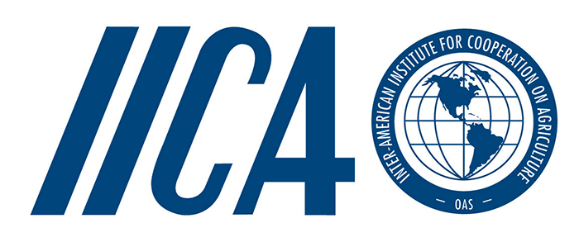 IICA
INTER-AMERICAN INSTITUTE FOR COOPERATION ON AGRICULTURE
– OAS –